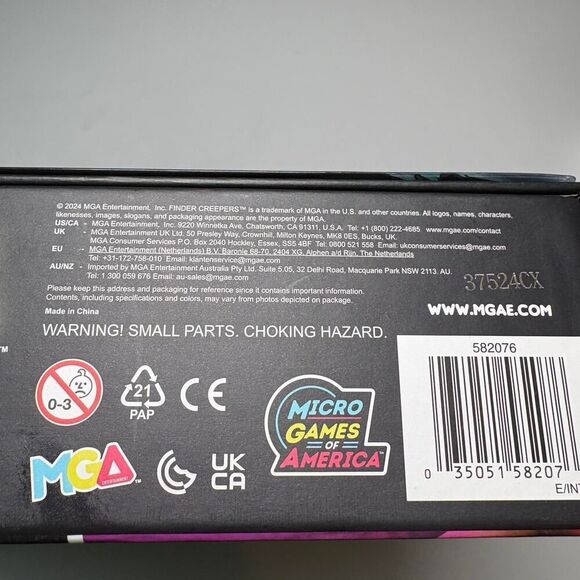 © 2024 MGA Entertainment, Inc. FINDER CREEPERS™ is a trademark of MGA in the U.S. and other countries. All logos, names, characters,
likenesses, images, slogans, and packaging appearance are the property of MGA.
US/CA - MGA Entertainment, Inc. 9220 Winnetka Ave, Chatsworth, CA 91311, U.S.A. Tel: +1 (800) 222-4685 www.mgae.com/contact
UK - MGA Entertainment UK Ltd. 50 Presley Way, Crownhill, Milton Keynes, MK8 0ES, Bucks, UK.
MGA Consumer Services P.O. Box 2040 Hockley, Essex, SS5 4BF Tel: 0800 521 558 Email: ukconsumerservices@mgae.com
EU - MGA Entertainment (Netherlands) B.V. Baronie 68-70, 2404 XG, Alphen a/d Rijn, The Netherlands
Tel: +31-172-758-010 Email: klantenservice@mgae.com
AU/NZ - Imported by MGA Entertainment Australia Pty Ltd. Suite 5.05, 32 Delhi Road, Macquarie Park NSW 2113. AU.
Tel: 1 300 059 676 Email: au-sales@mgae.com
Please keep this address and packaging for reference since it contains important information.
Contents, including specifications and colors, may vary from photos depicted on package.
Made in China
37524CX
WWW.MGAE.COM
WARNING! SMALL PARTS. CHOKING HAZARD.
™
0-3
21
PAP
CE
MGA
ENTERTAINMENT
™
UK
CA
MICRO
GAMES
OF
AMERICA™
582076
0 35051 58207
E/INT